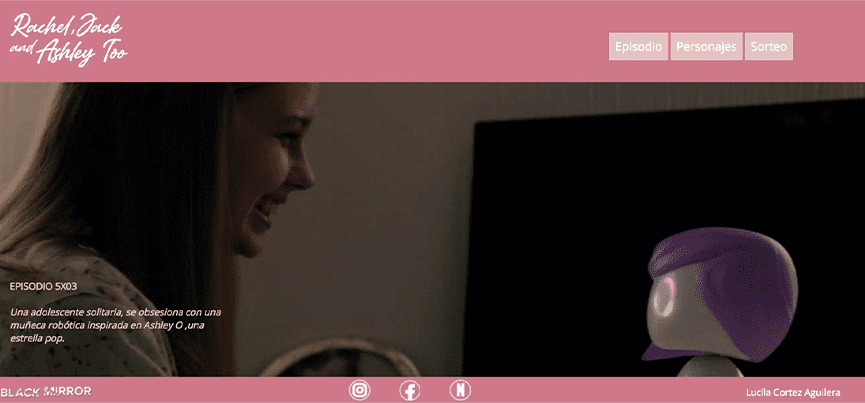 Rachel, Jack
and Ashley Too
Episodio Personajes Sorteo
EPISODIO 5X03
Una adolescente solitaria, se obsesiona con una
muñeca robótica inspirada en Ashley O ,una
estrella pop.
BLACK MIRROR
N
Lucila Cortez Aguilera